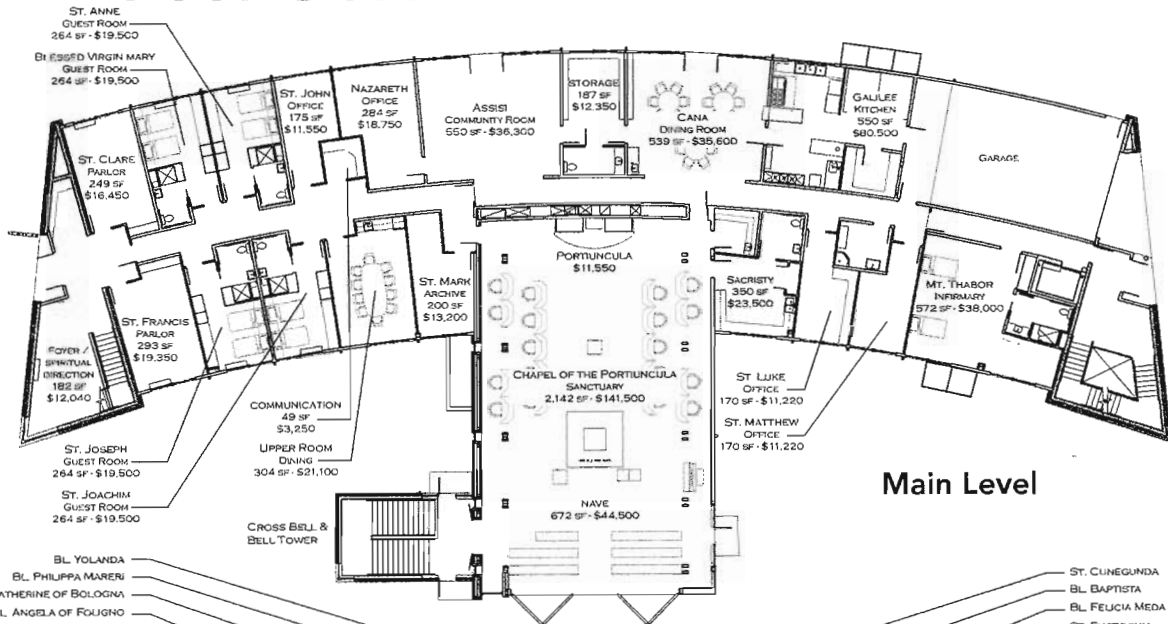 ST. ANNE
GUEST ROOM
264 SF - $19,500
BLESSED VIRGIN MARY
GUEST ROOM
264 SF - $19,500
ST. CLARE
PARLOR
249 SF
$16,450
ST. JOHN
OFFICE
175 SF
$11,550
NAZARETH
OFFICE
284 SF
$18,750
ASSISI
COMMUNITY ROOM
550 SF - $36,300
STORAGE
187 SF
$12,350
CANA
DINING ROOM
539 SF - $35,600
GALILEE
KITCHEN
550 SF
$80,500
GARAGE
FOYER /
SPIRITUAL
DIRECTION
182 SF
$12,040
ST. FRANCIS
PARLOR
293 SF
$19,350
ST. MARK
ARCHIVE
200 SF
$13,200
PORTIUNCULA
$11,550
SACRISTY
350 SF
$23,500
MT. THABOR
INFIRMARY
572 SF - $38,000
CHAPEL OF THE PORTIUNCULA
SANCTUARY
2,142 SF - $141,500
COMMUNICATION
49 SF
$3,250
UPPER ROOM
DINING
304 SF - $21,100
ST. LUKE
OFFICE
170 SF - $11,220
ST. MATTHEW
OFFICE
170 SF - $11,220
ST. JOSEPH
GUEST ROOM
264 SF - $19,500
ST. JOACHIM
GUEST ROOM
264 SF - $19,500
NAVE
672 SF - $44,500
Main Level
CROSS BELL &
BELL TOWER
BL. YOLANDA
BL. PHILIPPA MARERI
ATHERINE OF BOLOGNA
L. ANGELA OF FOLIGNO
ST. CUNEGUNDA
BL. BAPTISTA
BL. FELICIA MEDA